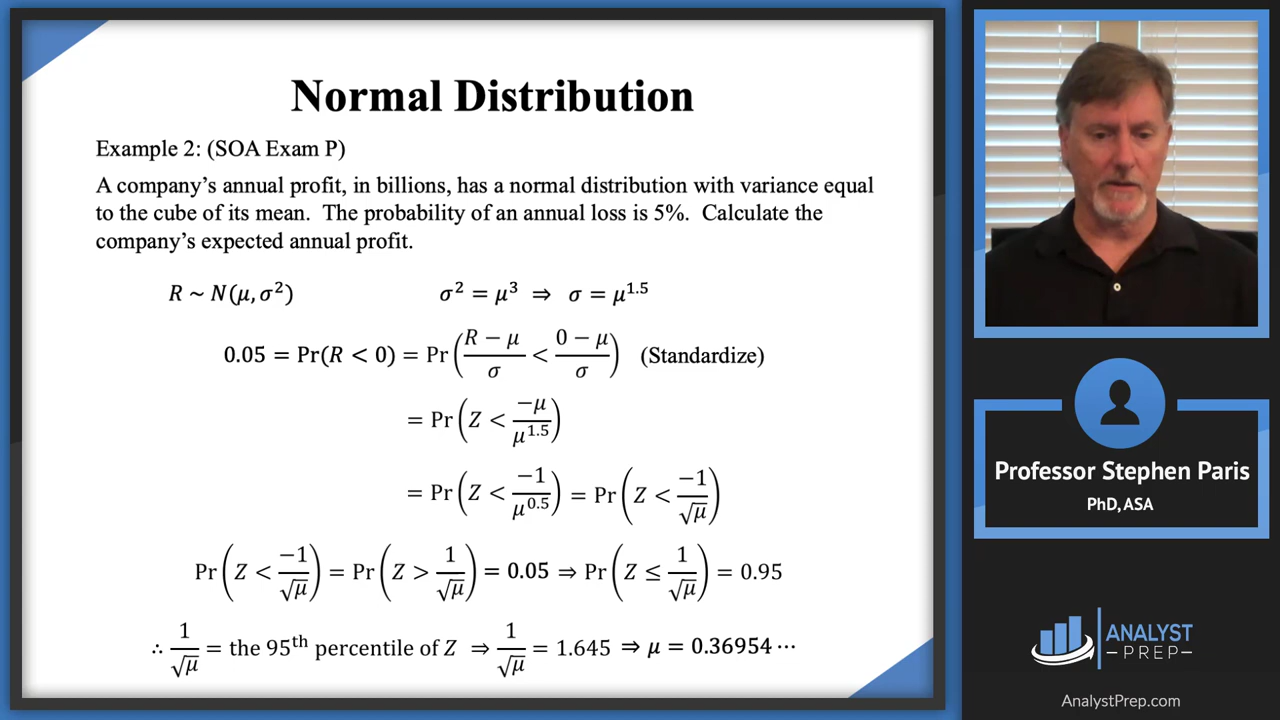 Normal Distribution
Example 2: (SOA Exam P)
A company's annual profit, in billions, has a normal distribution with variance equal
to the cube of its mean. The probability of an annual loss is 5%. Calculate the
company's expected annual profit.
R ~ N(μ, σ²) σ² = μ³ ⇒ σ = μ^1.5
0.05 = Pr(R < 0) = Pr((R − μ)/σ < (0 − μ)/σ) (Standardize)
= Pr(Z < −μ/μ^1.5)
= Pr(Z < −1/μ^0.5) = Pr(Z < −1/√μ)
Pr(Z < −1/√μ) = Pr(Z > 1/√μ) = 0.05 ⇒ Pr(Z ≤ 1/√μ) = 0.95
∴ 1/√μ = the 95th percentile of Z ⇒ 1/√μ = 1.645 ⇒ μ = 0.36954 ⋯
Professor Stephen Paris
PhD, ASA
ANALYST
–PREP–
AnalystPrep.com